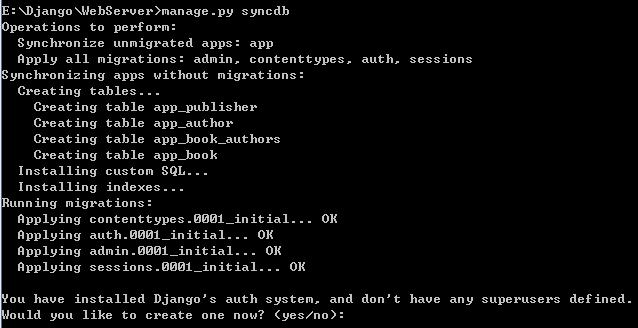 E:\Django\WebServer>manage.py syncdb
Operations to perform:
  Synchronize unmigrated apps: app
  Apply all migrations: admin, contenttypes, auth, sessions
Synchronizing apps without migrations:
  Creating tables...
    Creating table app_publisher
    Creating table app_author
    Creating table app_book_authors
    Creating table app_book
  Installing custom SQL...
  Installing indexes...
Running migrations:
  Applying contenttypes.0001_initial... OK
  Applying auth.0001_initial... OK
  Applying admin.0001_initial... OK
  Applying sessions.0001_initial... OK

You have installed Django's auth system, and don't have any superusers defined.
Would you like to create one now? (yes/no):